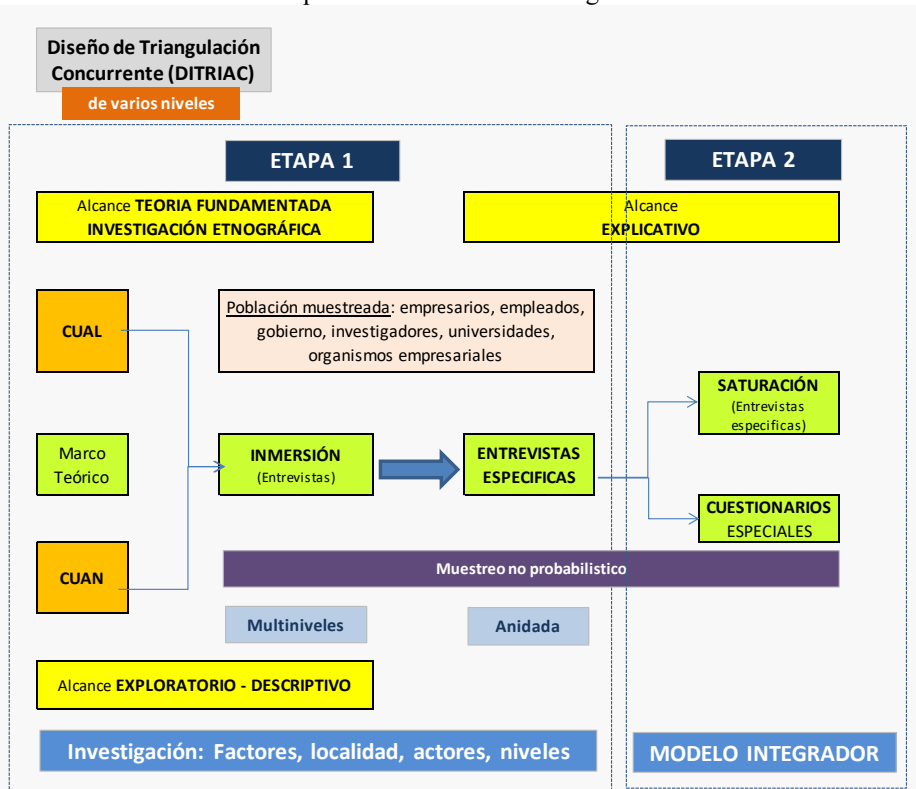 Diseño de Triangulación
Concurrente (DITRIAC)
de varios niveles
ETAPA 1
ETAPA 2
Alcance TEORIA FUNDAMENTADA
INVESTIGACIÓN ETNOGRÁFICA
Alcance
EXPLICATIVO
CUAL
Población muestreada: empresarios, empleados,
gobierno, investigadores, universidades,
organismos empresariales
SATURACIÓN
(Entrevistas
especificas)
Marco
Teórico
INMERSIÓN
(Entrevistas)
ENTREVISTAS
ESPECIFICAS
CUESTIONARIOS
ESPECIALES
CUAN
Muestreo no probabilistico
Multiniveles
Anidada
Alcance EXPLORATORIO - DESCRIPTIVO
Investigación: Factores, localidad, actores, niveles
MODELO INTEGRADOR